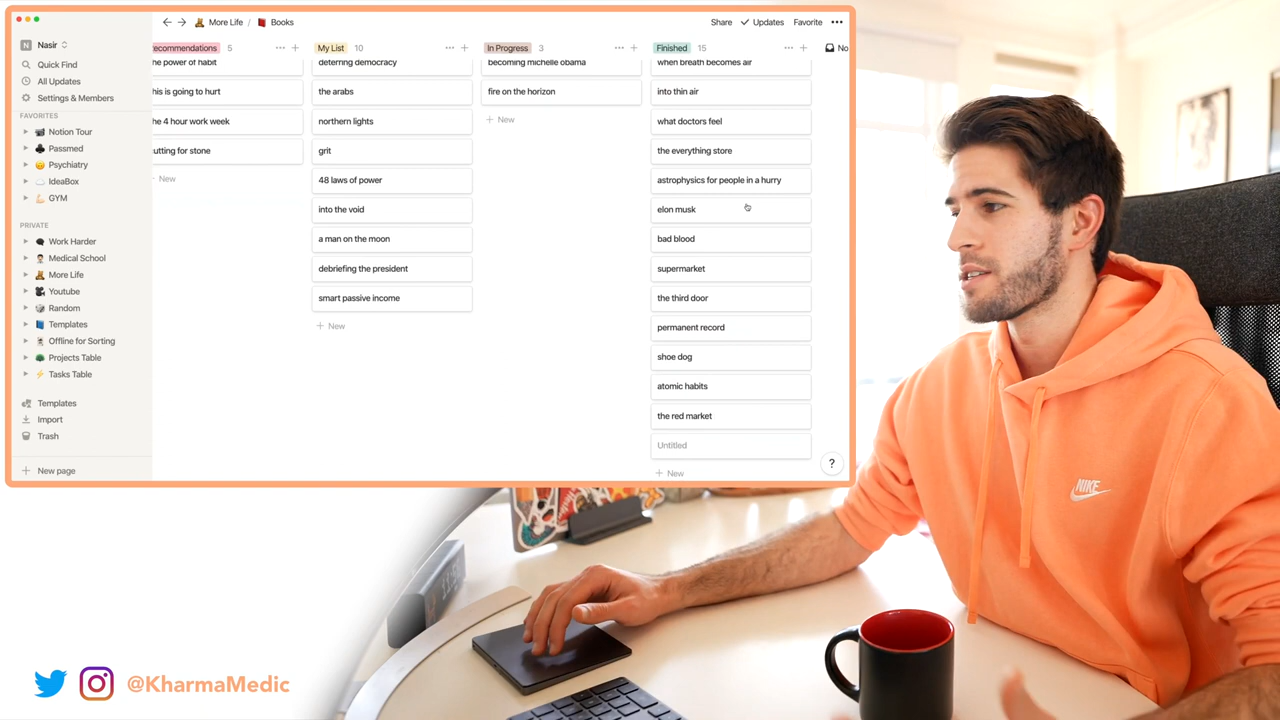 More Life / Books
Share
Updates
Favorite
N Nasir
Quick Find
All Updates
Settings & Members
FAVORITES
Notion Tour
Passmed
Psychiatry
IdeaBox
GYM
PRIVATE
Work Harder
Medical School
More Life
Youtube
Random
Templates
Offline for Sorting
Projects Table
Tasks Table
Templates
Import
Trash
New page
ecommendations 5
he power of habit
his is going to hurt
he 4 hour work week
utting for stone
New
My List 10
deterring democracy
the arabs
northern lights
grit
48 laws of power
into the void
a man on the moon
debriefing the president
smart passive income
+ New
In Progress 3
becoming michelle obama
fire on the horizon
+ New
Finished 15
when breath becomes air
into thin air
what doctors feel
the everything store
astrophysics for people in a hurry
elon musk
bad blood
supermarket
the third door
permanent record
shoe dog
atomic habits
the red market
Untitled
+ New
No
?
NIKE
@KharmaMedic